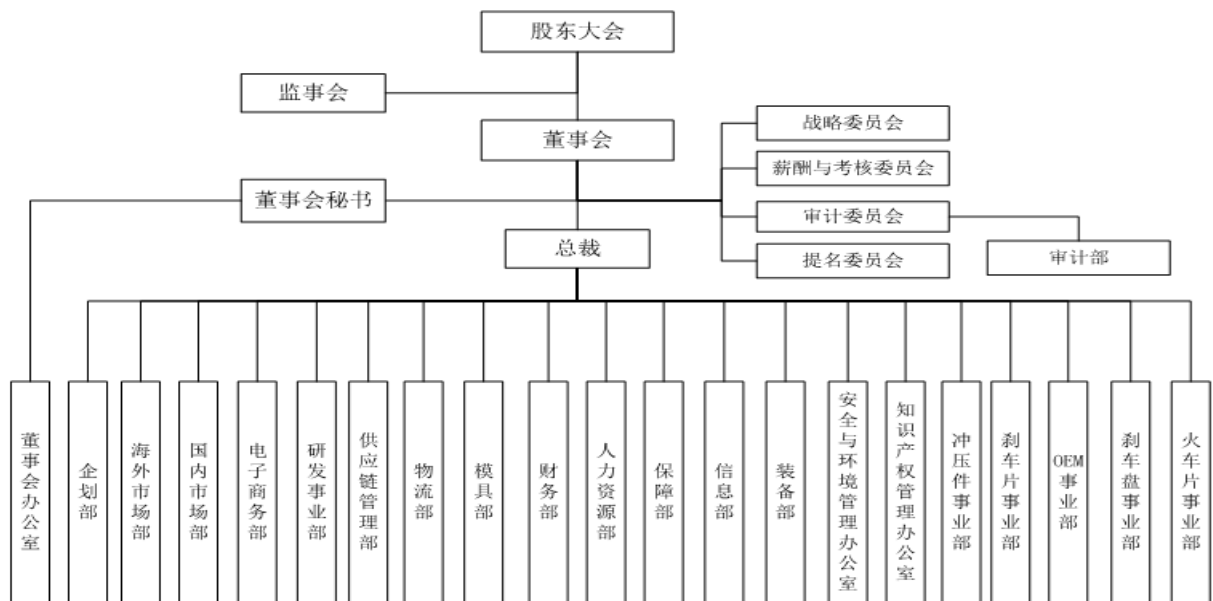 股东大会
监事会
董事会
战略委员会
薪酬与考核委员会
董事会秘书
审计委员会
总裁
审计部
提名委员会
董事会办公室
企划部
海外市场部
国内市场部
电子商务部
研发事业部
供应链管理部
物流部
模具部
财务部
人力资源部
保障部
信息部
装备部
安全与环境管理办公室
知识产权管理办公室
冲压件事业部
刹车片事业部
OEM事业部
刹车盘事业部
火车片事业部